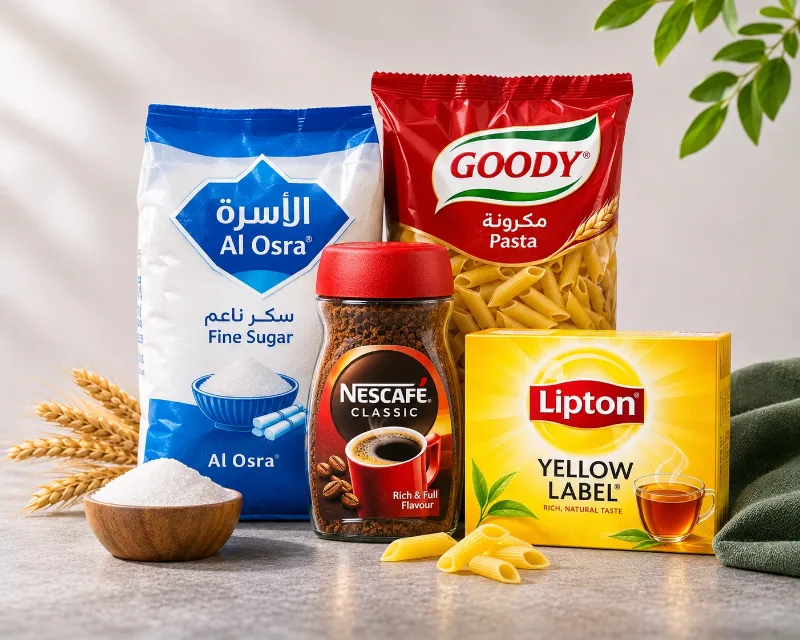 الأسرة
Al Osra®
سكر ناعم
Fine Sugar
Al Osra®
GOODY®
مكرونة
Pasta
NESCAFÉ®
CLASSIC
Rich & Full
Flavour
Lipton®
YELLOW
LABEL®
RICH, NATURAL TASTE